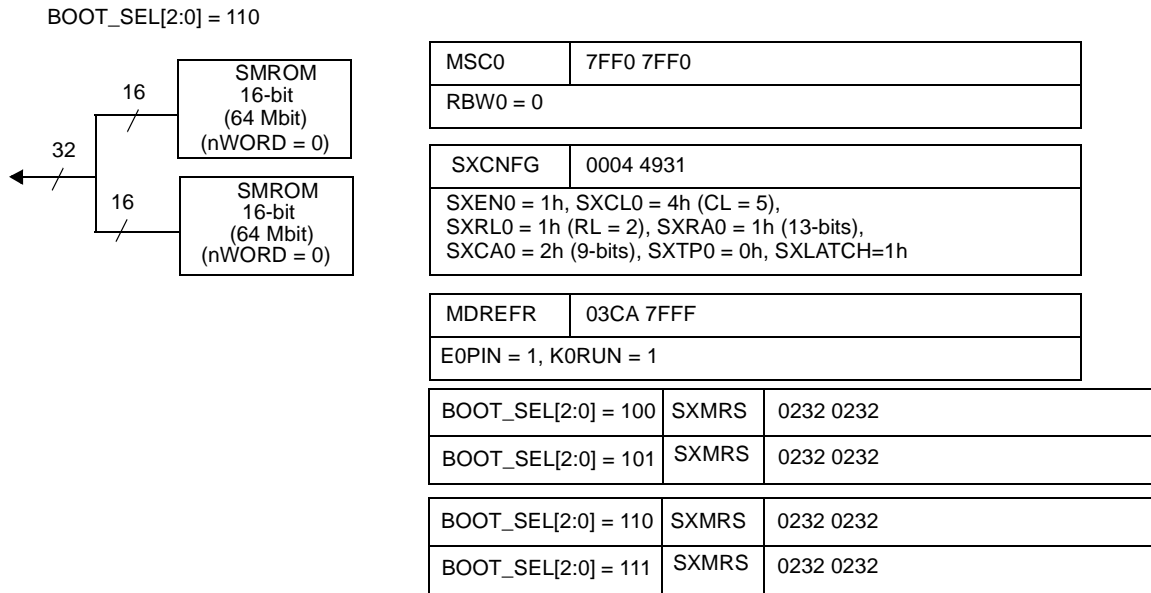 BOOT_SEL[2:0] = 110
SMROM
16-bit
(64 Mbit)
(nWORD = 0)
16
32
16
SMROM
16-bit
(64 Mbit)
(nWORD = 0)
MSC0 7FF0 7FF0
RBW0 = 0
SXCNFG 0004 4931
SXEN0 = 1h, SXCL0 = 4h (CL = 5),
SXRL0 = 1h (RL = 2), SXRA0 = 1h (13-bits),
SXCA0 = 2h (9-bits), SXTP0 = 0h, SXLATCH=1h
MDREFR 03CA 7FFF
E0PIN = 1, K0RUN = 1
BOOT_SEL[2:0] = 100 SXMRS 0232 0232
BOOT_SEL[2:0] = 101 SXMRS 0232 0232
BOOT_SEL[2:0] = 110 SXMRS 0232 0232
BOOT_SEL[2:0] = 111 SXMRS 0232 0232